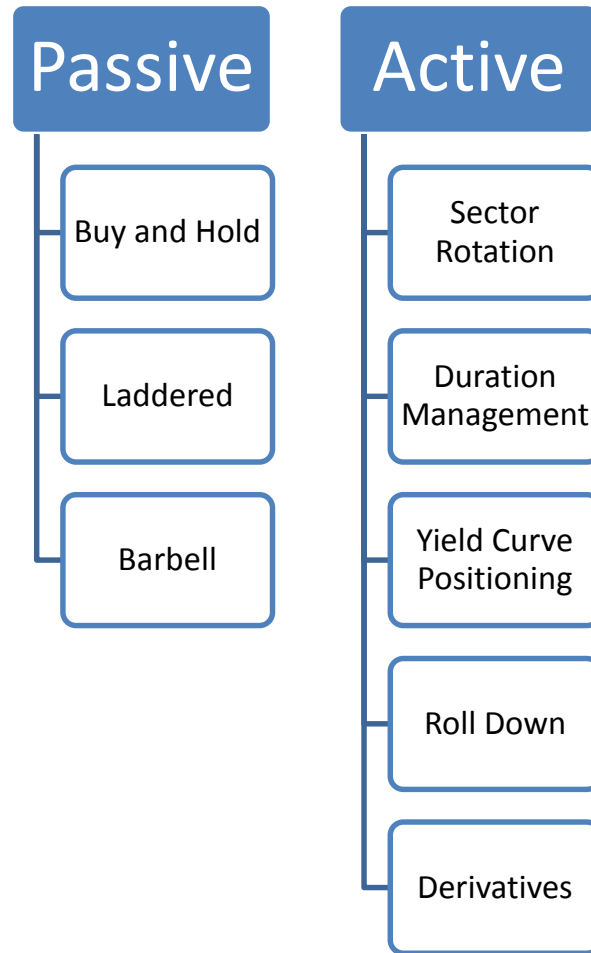 Passive
Buy and Hold
Laddered
Barbell
Active
Sector
Rotation
Duration
Management
Yield Curve
Positioning
Roll Down
Derivatives